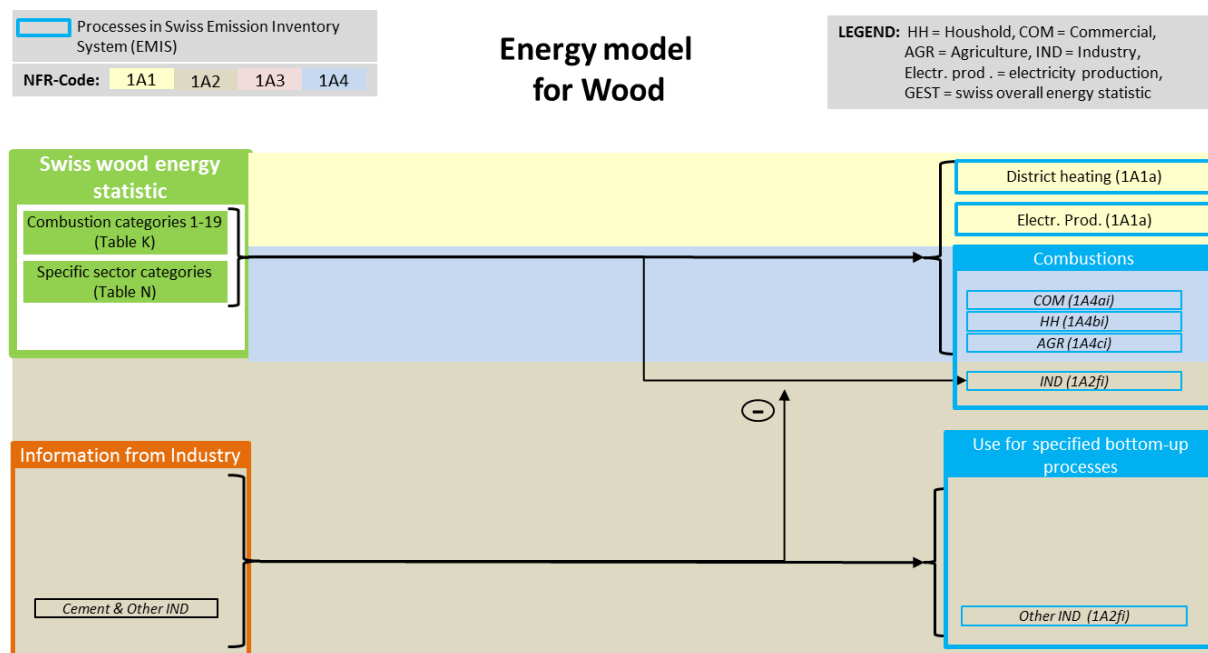 Processes in Swiss Emission Inventory
System (EMIS)
NFR-Code: 1A1 1A2 1A3 1A4
Energy model
for Wood
LEGEND: HH = Houshold, COM = Commercial,
AGR = Agriculture, IND = Industry,
Electr. prod . = electricity production,
GEST = swiss overall energy statistic
Swiss wood energy
statistic
Combustion categories 1-19
(Table K)
Specific sector categories
(Table N)
District heating (1A1a)
Electr. Prod. (1A1a)
Combustions
COM (1A4ai)
HH (1A4bi)
AGR (1A4ci)
IND (1A2fi)
-
Information from Industry
Cement & Other IND
Use for specified bottom-up
processes
Other IND (1A2fi)